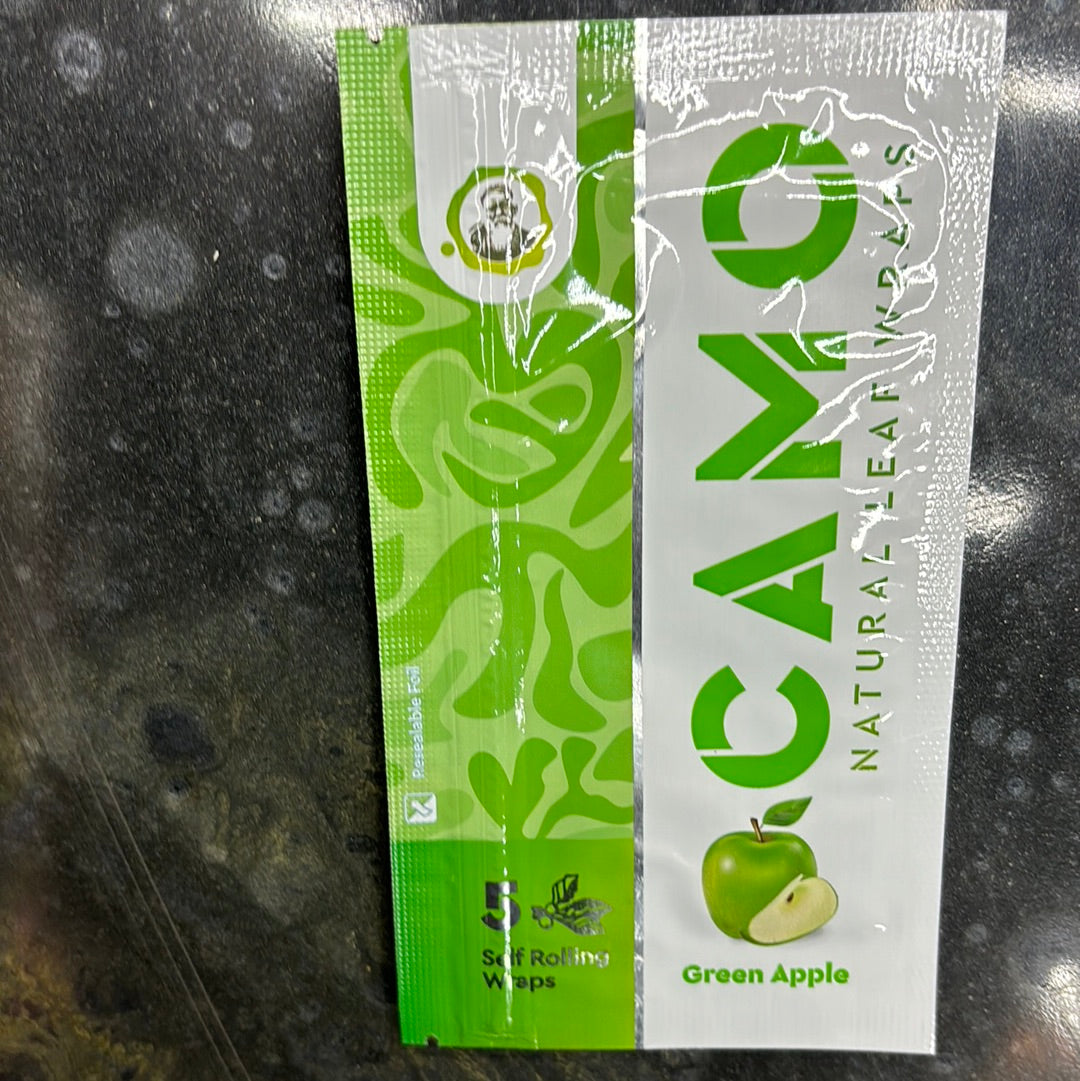 CAMO
NATURAL LEAF WRAPS
Green Apple
Resealable Foil
5
Self Rolling
Wraps